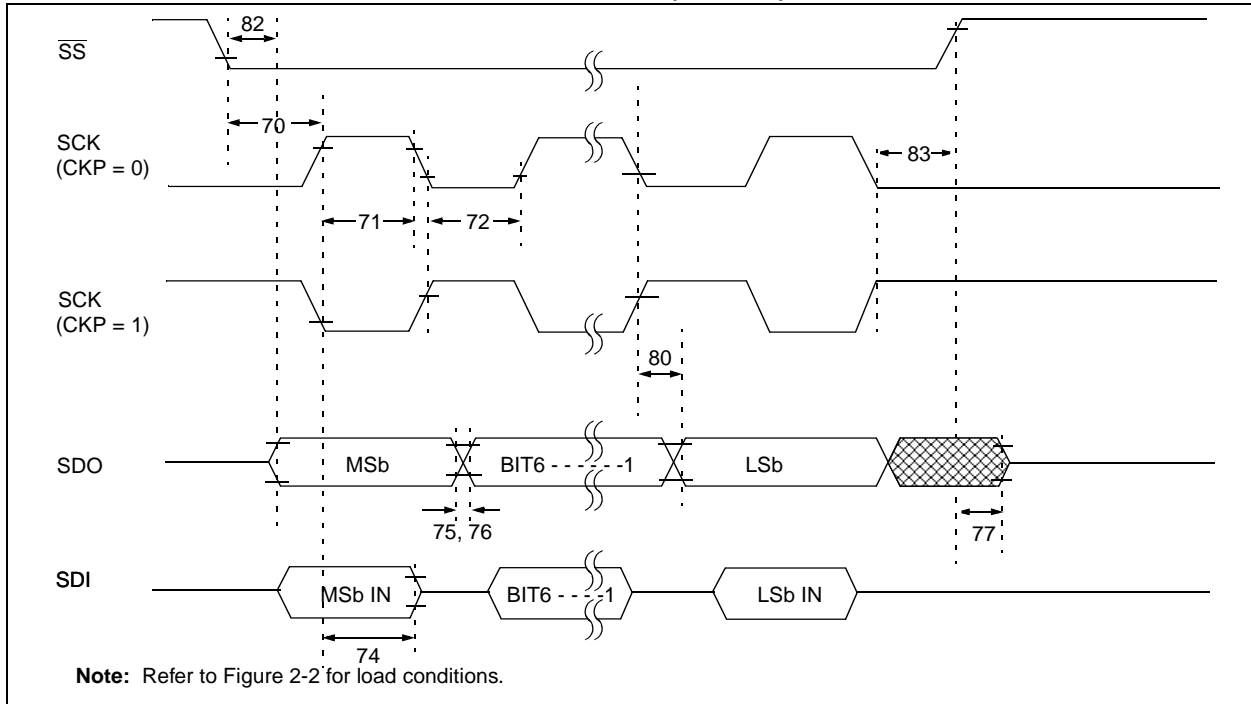 82
SS
70
SCK
(CKP = 0)
83
71
72
SCK
(CKP = 1)
80
SDO
MSb
BIT6 - - - - - -1
LSb
75, 76
77
SDI
MSb IN
BIT6 - - - -1
LSb IN
74
Note: Refer to Figure 2-2 for load conditions.